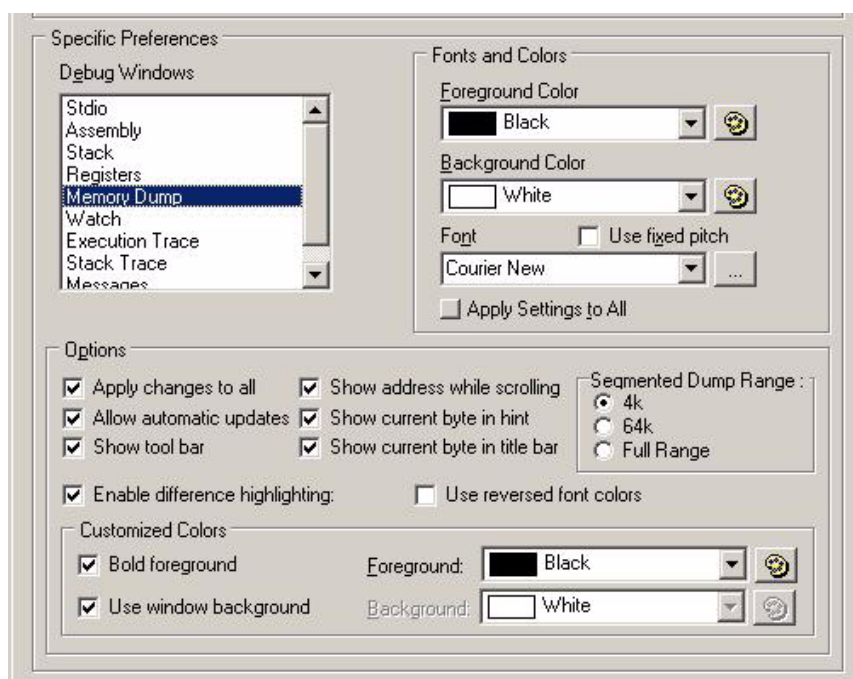 Specific Preferences
Debug Windows
Stdio
Assembly
Stack
Registers
Memory Dump
Watch
Execution Trace
Stack Trace
Messages
Fonts and Colors
Foreground Color
Black
Background Color
White
Font Use fixed pitch
Courier New ...
Apply Settings to All
Options
Apply changes to all Show address while scrolling
Allow automatic updates Show current byte in hint
Show tool bar Show current byte in title bar
Segmented Dump Range :
4k
64k
Full Range
Enable difference highlighting: Use reversed font colors
Customized Colors
Bold foreground Foreground: Black
Use window background Background: White